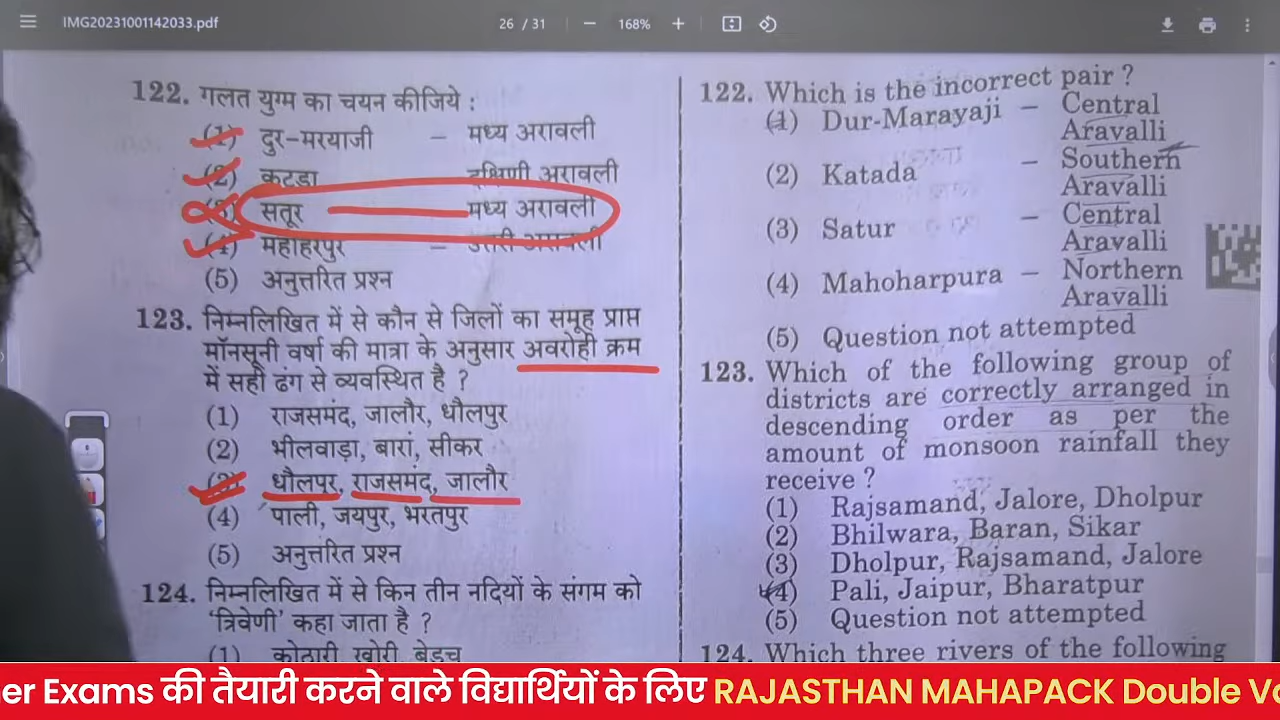 IMG20231001142033.pdf
26 / 31
168%
122. गलत युग्म का चयन कीजिये :
(1) दुर-मरयाजी – मध्य अरावली
(2) कटडा दक्षिणी अरावली
(3) सतूर मध्य अरावली
(4) महोहरपुर – उत्तरी अरावली
(5) अनुत्तरित प्रश्न
123. निम्नलिखित में से कौन से जिलों का समूह प्राप्त
मॉनसूनी वर्षा की मात्रा के अनुसार अवरोही क्रम
में सही ढंग से व्यवस्थित है ?
(1) राजसमंद, जालौर, धौलपुर
(2) भीलवाड़ा, बारां, सीकर
(3) धौलपुर, राजसमंद, जालौर
(4) पाली, जयपुर, भरतपुर
(5) अनुत्तरित प्रश्न
124. निम्नलिखित में से किन तीन नदियों के संगम को
'त्रिवेणी' कहा जाता है ?
(1) कोठारी, खोरी, बेड़च
122. Which is the incorrect pair ?
(1) Dur-Marayaji – Central
Aravalli
(2) Katada – Southern
Aravalli
(3) Satur – Central
Aravalli
(4) Mahoharpura – Northern
Aravalli
(5) Question not attempted
123. Which of the following group of
districts are correctly arranged in
descending order as per the
amount of monsoon rainfall they
receive ?
(1) Rajsamand, Jalore, Dholpur
(2) Bhilwara, Baran, Sikar
(3) Dholpur, Rajsamand, Jalore
(4) Pali, Jaipur, Bharatpur
(5) Question not attempted
124. Which three rivers of the following
er Exams की तैयारी करने वाले विद्यार्थियों के लिए RAJASTHAN MAHAPACK Double Va